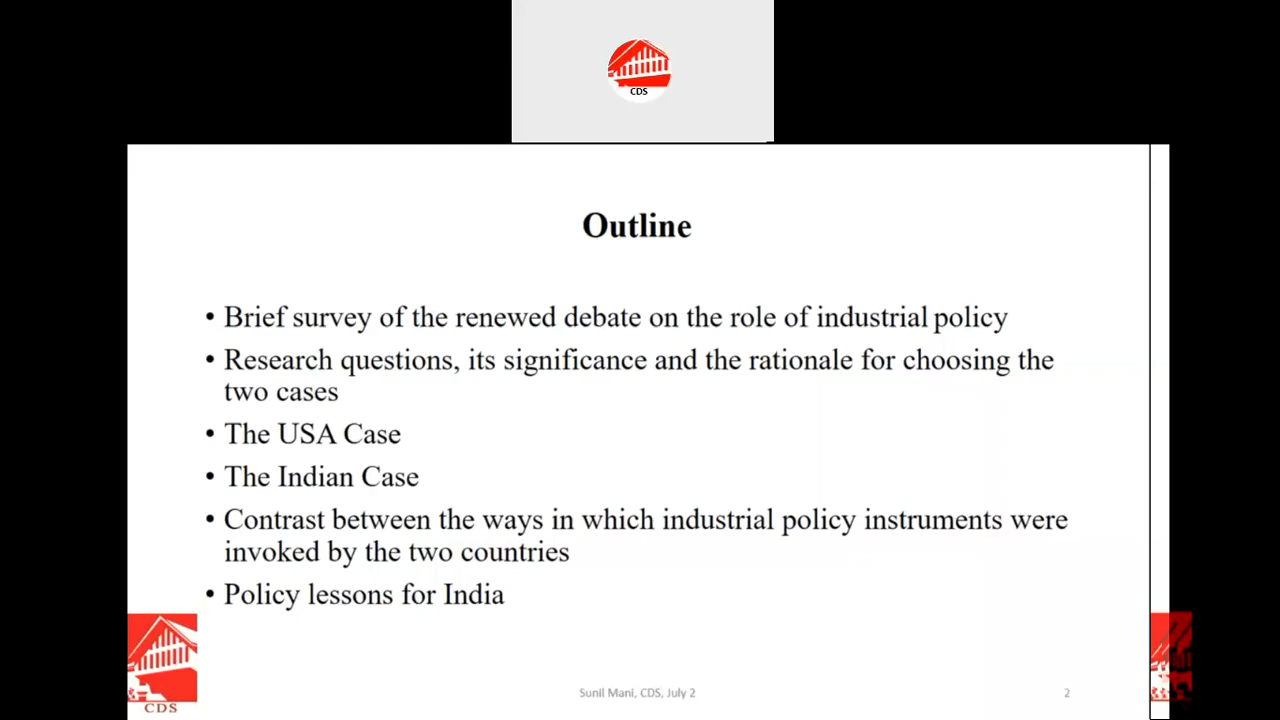 CDS
Outline
• Brief survey of the renewed debate on the role of industrial policy
• Research questions, its significance and the rationale for choosing the
two cases
• The USA Case
• The Indian Case
• Contrast between the ways in which industrial policy instruments were
invoked by the two countries
• Policy lessons for India
CDS
Sunil Mani, CDS, July 2
2